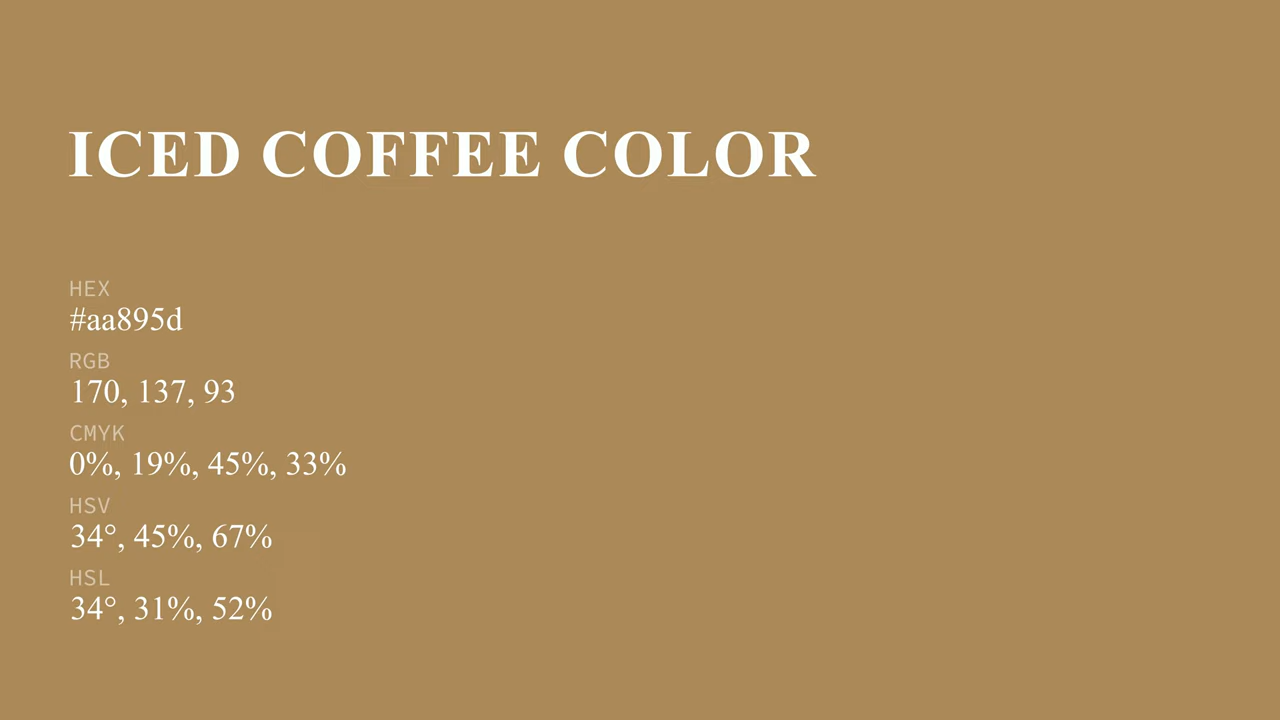 ICED COFFEE COLOR
HEX
#aa895d
RGB
170, 137, 93
CMYK
0%, 19%, 45%, 33%
HSV
34°, 45%, 67%
HSL
34°, 31%, 52%